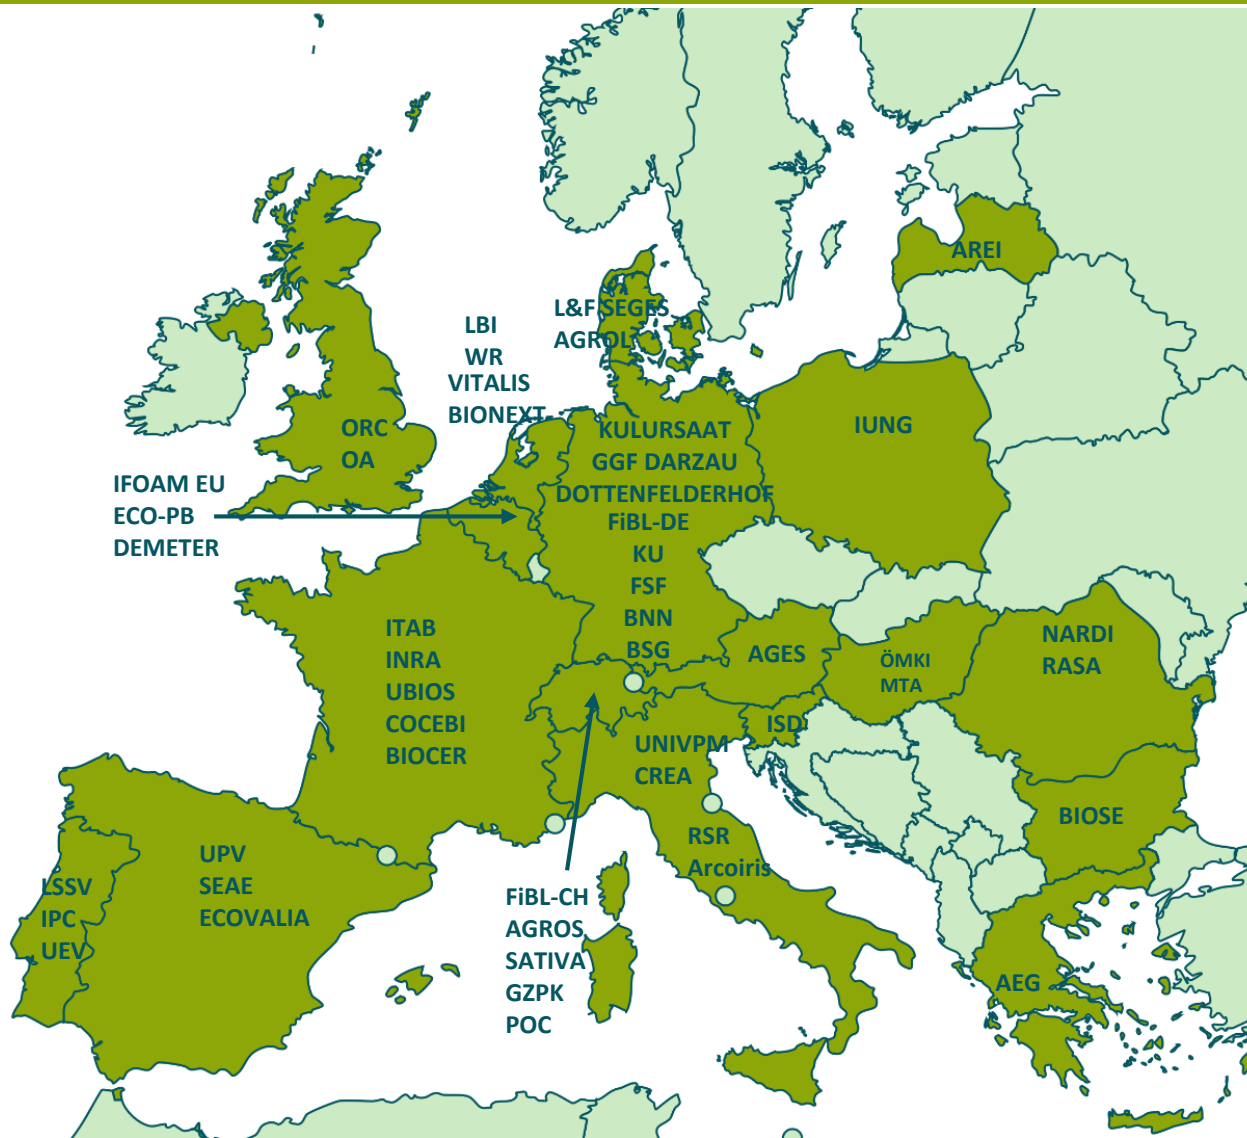 AREI
L&F SEGES
AGROL
LBI
WR
VITALIS
BIONEXT
ORC
OA
KULURSAAT
GGF DARZAU
DOTTENFELDERHOF
FiBL-DE
KU
FSF
BNN
BSG
IUNG
IFOAM EU
ECO-PB
DEMETER
ITAB
INRA
UBIOS
COCEBI
BIOCER
AGES
ÖMKI
MTA
NARDI
RASA
ISD
UNIVPM
CREA
RSR
Arcoiris
BIOSE
UPV
SEAE
ECOVALIA
LSSV
IPC
UEV
FiBL-CH
AGROS
SATIVA
GZPK
POC
AEG